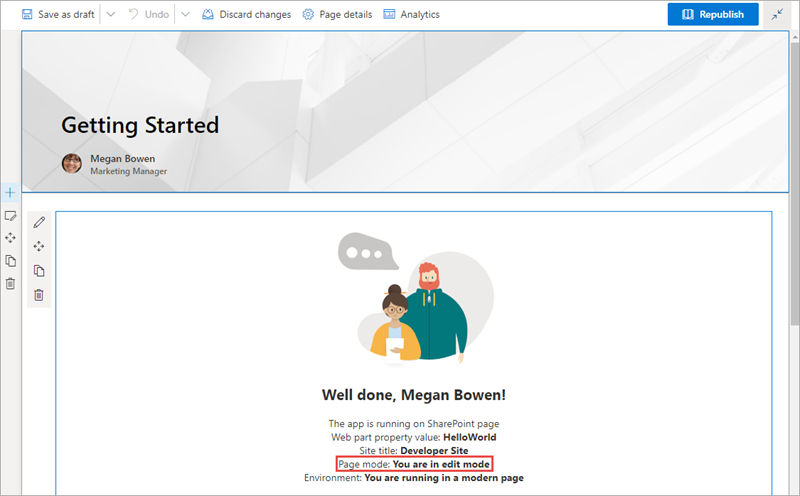 Save as draft Undo Discard changes Page details Analytics Republish
Getting Started
Megan Bowen
Marketing Manager
Well done, Megan Bowen!
The app is running on SharePoint page
Web part property value: HelloWorld
Site title: Developer Site
Page mode: You are in edit mode
Environment: You are running in a modern page